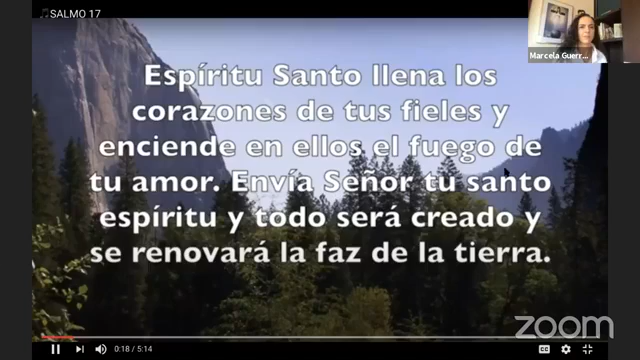 🎵SALMO 17
Marcela Guerr...
Espíritu Santo llena los
corazones de tus fieles y
enciende en ellos el fuego de
tu amor. Envía Señor tu santo
espíritu y todo será creado y
se renovará la faz de la tierra.
zoom
0:18 / 5:14
CC